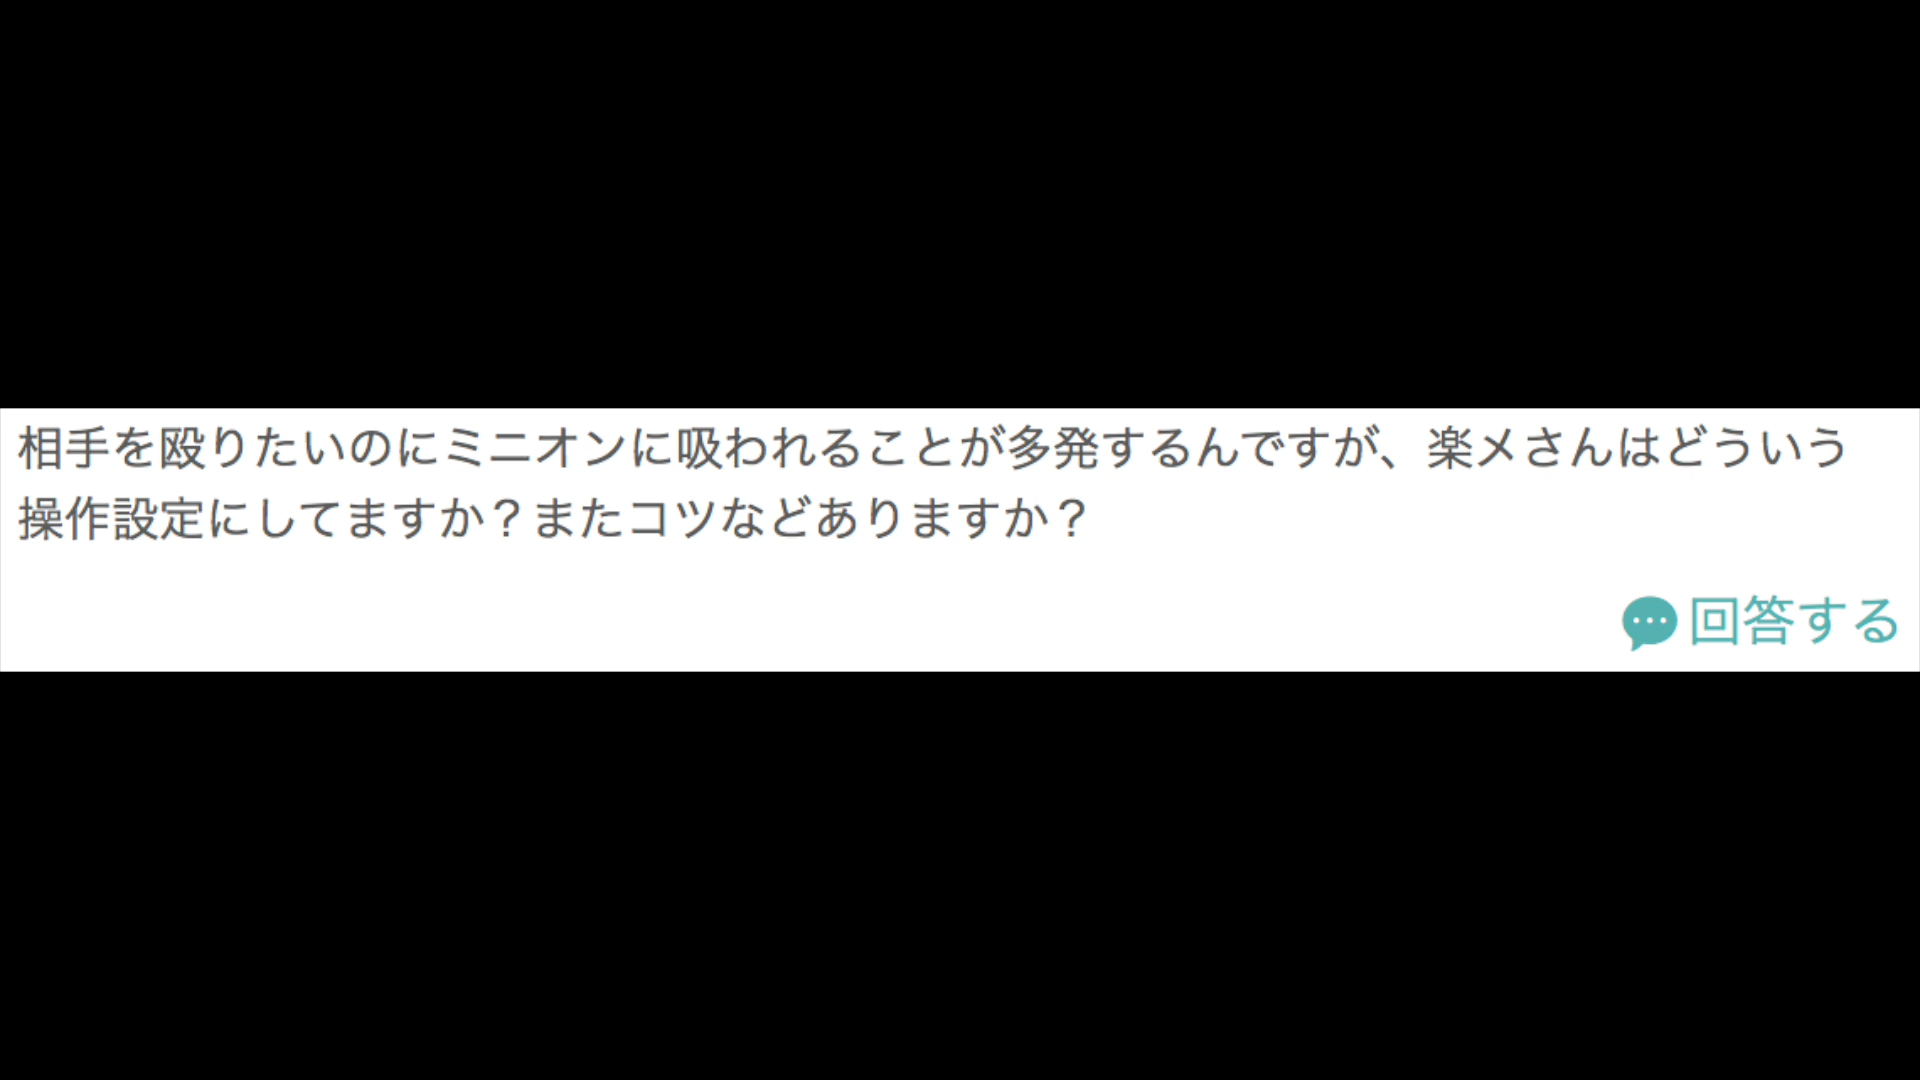 相手を殴りたいのにミニオンに吸われることが多発するんですが、楽メさんはどういう
操作設定にしてますか？またコツなどありますか？
回答する